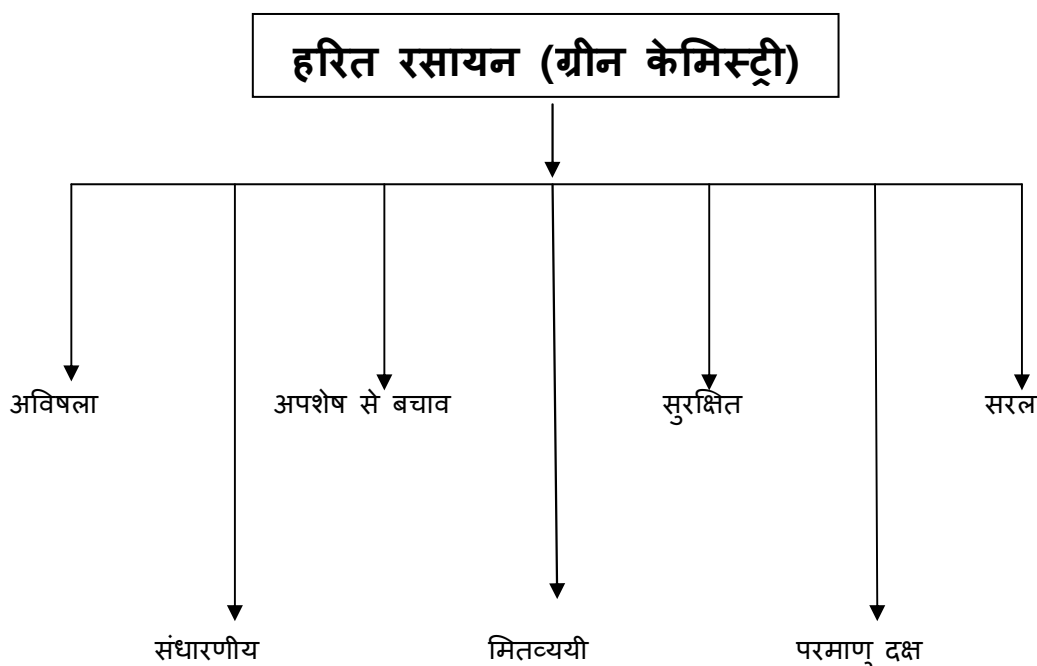 हरित रसायन (ग्रीन केमिस्ट्री)
अविषला अपशेष से बचाव सुरक्षित सरल
संधारणीय मितव्ययी परमाणु दक्ष